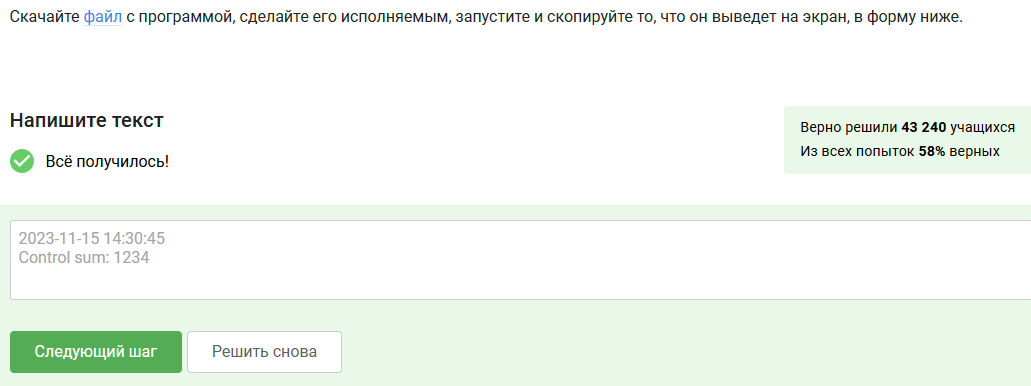 Скачайте файл с программой, сделайте его исполняемым, запустите и скопируйте то, что он выведет на экран, в форму ниже.
Напишите текст
Верно решили 43 240 учащихся
Из всех попыток 58% верных
Всё получилось!
2023-11-15 14:30:45
Control sum: 1234
Следующий шаг
Решить снова